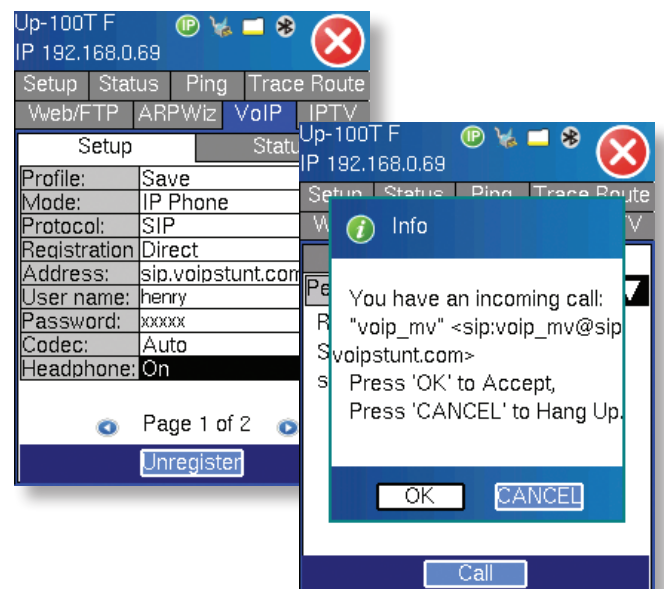 Up-100T F
IP 192.168.0.69
Setup Status Ping Trace Route
Web/FTP ARPWiz VoIP IPTV
Setup Statu
Profile: Save
Mode: IP Phone
Protocol: SIP
Registration Direct
Address: sip.voipstunt.com
User name: henry
Password: xxxxx
Codec: Auto
Headphone: On
Page 1 of 2
Unregister
Up-100T F
IP 192.168.0.69
Setup Status Ping Trace Route
W V
Info
Pe
R
S
s
You have an incoming call:
"voip_mv" <sip:voip_mv@sip
voipstunt.com>
Press 'OK' to Accept,
Press 'CANCEL' to Hang Up.
OK CANCEL
Call